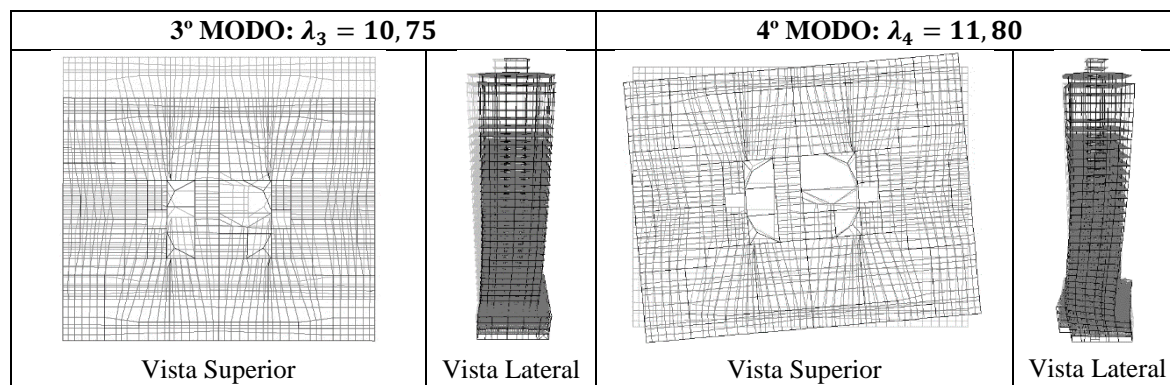 3º MODO: λ₃ = 10,75
4º MODO: λ₄ = 11,80
Vista Superior
Vista Lateral
Vista Superior
Vista Lateral